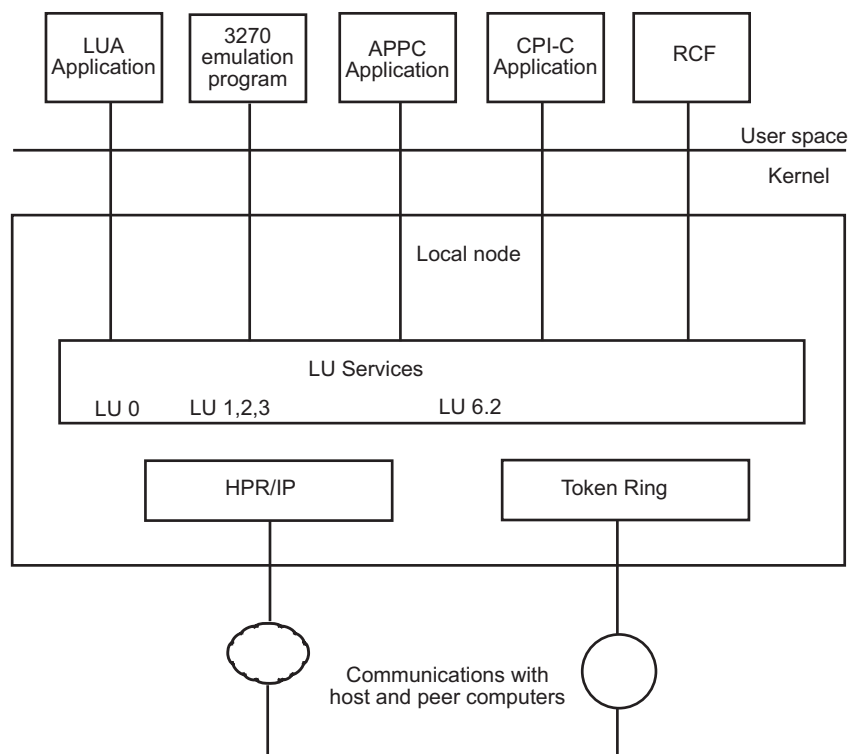 LUA
Application
3270
emulation
program
APPC
Application
CPI-C
Application
RCF
User space
Kernel
Local node
LU Services
LU 0
LU 1,2,3
LU 6.2
HPR/IP
Token Ring
Communications with
host and peer computers